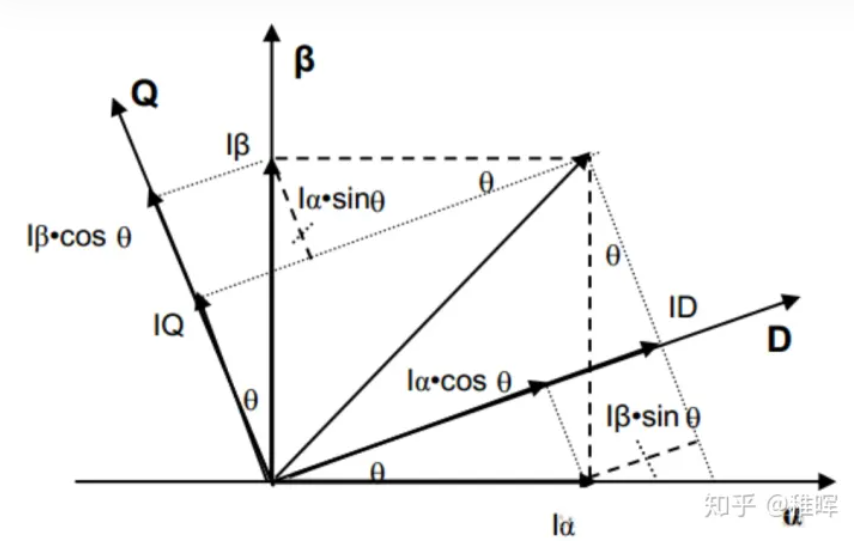 β
Q
Iβ
θ
Iα•sinθ
Iβ•cos θ
θ
IQ
ID
D
Iα•cos θ
θ
Iβ•sin θ
θ
Iα
α
知乎 @稚晖